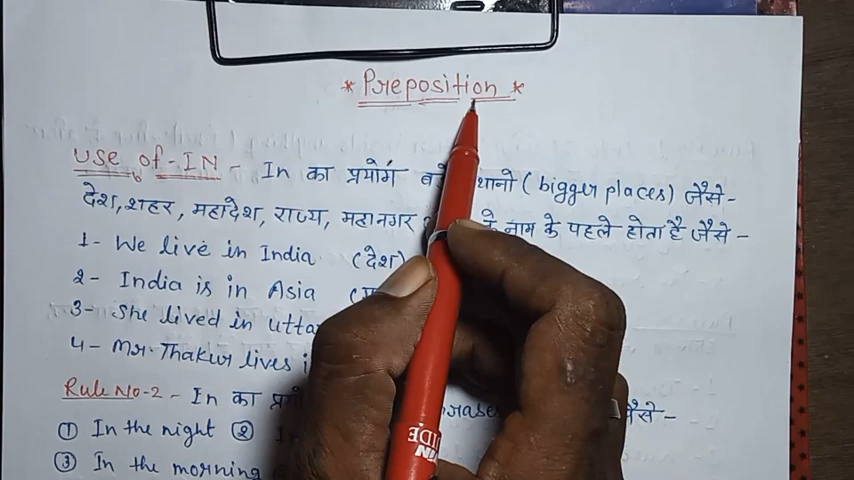 * Preposition *
Use of-IN - In का प्रयोग स्थानो (bigger places) जैसे-
देश, शहर, महादेश, राज्य, महानगर के नाम के पहले होता है जैसे -
1- We live in India (देश)
2- India is in Asia
3- She lived in
4- Mr. Thakur lives
Rule No-2 - In का जैसे-
① In the night ②
③ In the morning